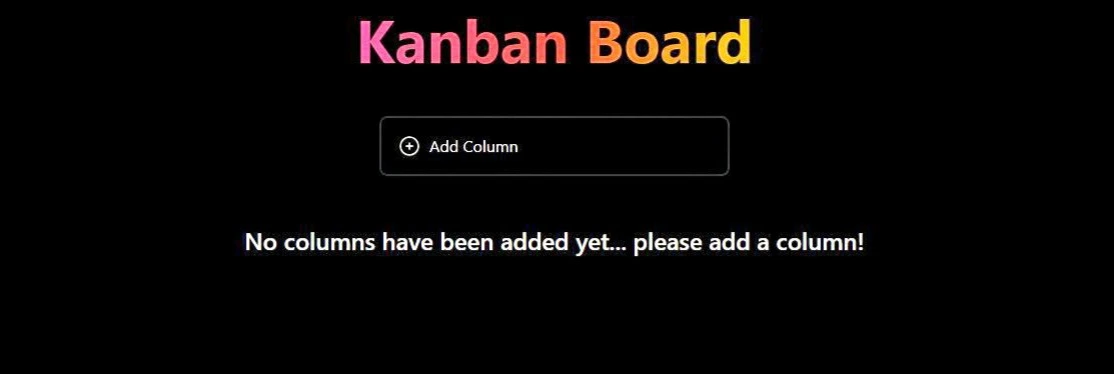 Kanban Board
Add Column
No columns have been added yet... please add a column!